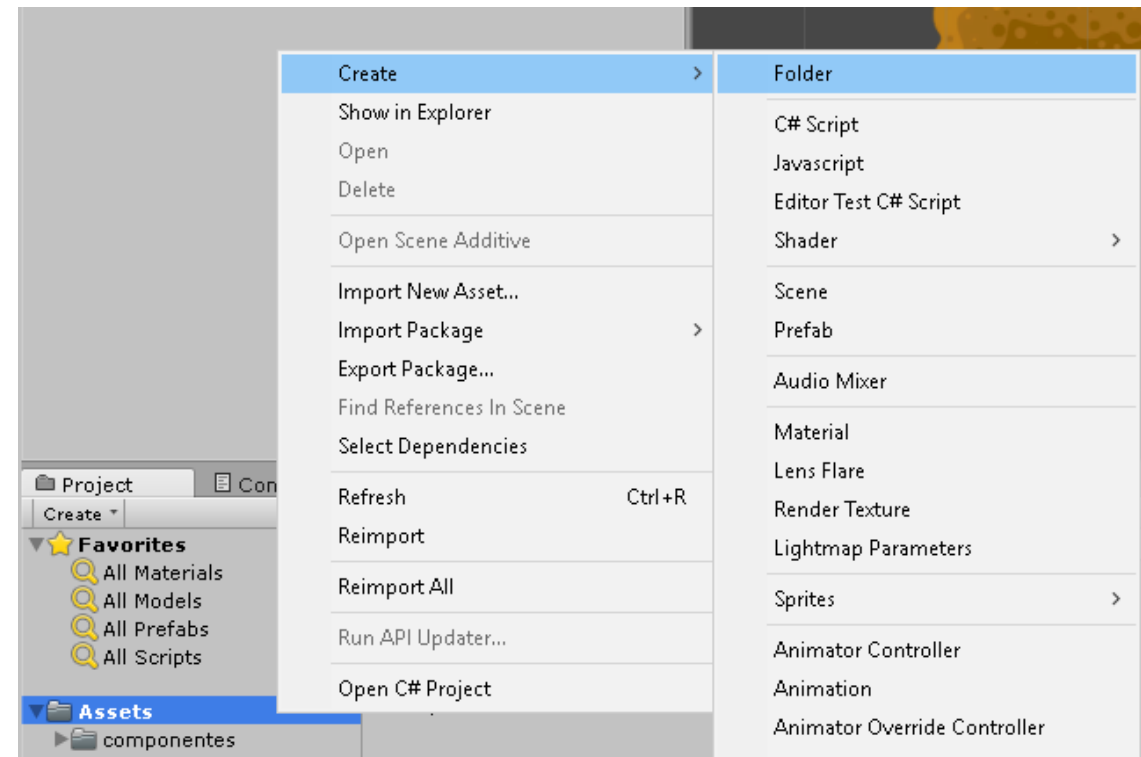 Create
Show in Explorer
Open
Delete
Open Scene Additive
Import New Asset...
Import Package
Export Package...
Find References In Scene
Select Dependencies
Refresh Ctrl+R
Reimport
Reimport All
Run API Updater...
Open C# Project
Folder
C# Script
Javascript
Editor Test C# Script
Shader
Scene
Prefab
Audio Mixer
Material
Lens Flare
Render Texture
Lightmap Parameters
Sprites
Animator Controller
Animation
Animator Override Controller
Project Con
Create
Favorites
All Materials
All Models
All Prefabs
All Scripts
Assets
componentes